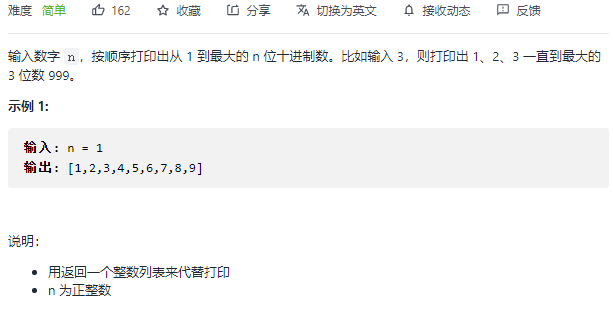 难度 简单 162 收藏 分享 切换为英文 接收动态 反馈
输入数字 n，按顺序打印出从 1 到最大的 n 位十进制数。比如输入 3，则打印出 1、2、3 一直到最大的
3 位数 999。
示例 1:
输入: n = 1
输出: [1,2,3,4,5,6,7,8,9]
说明：
• 用返回一个整数列表来代替打印
• n 为正整数